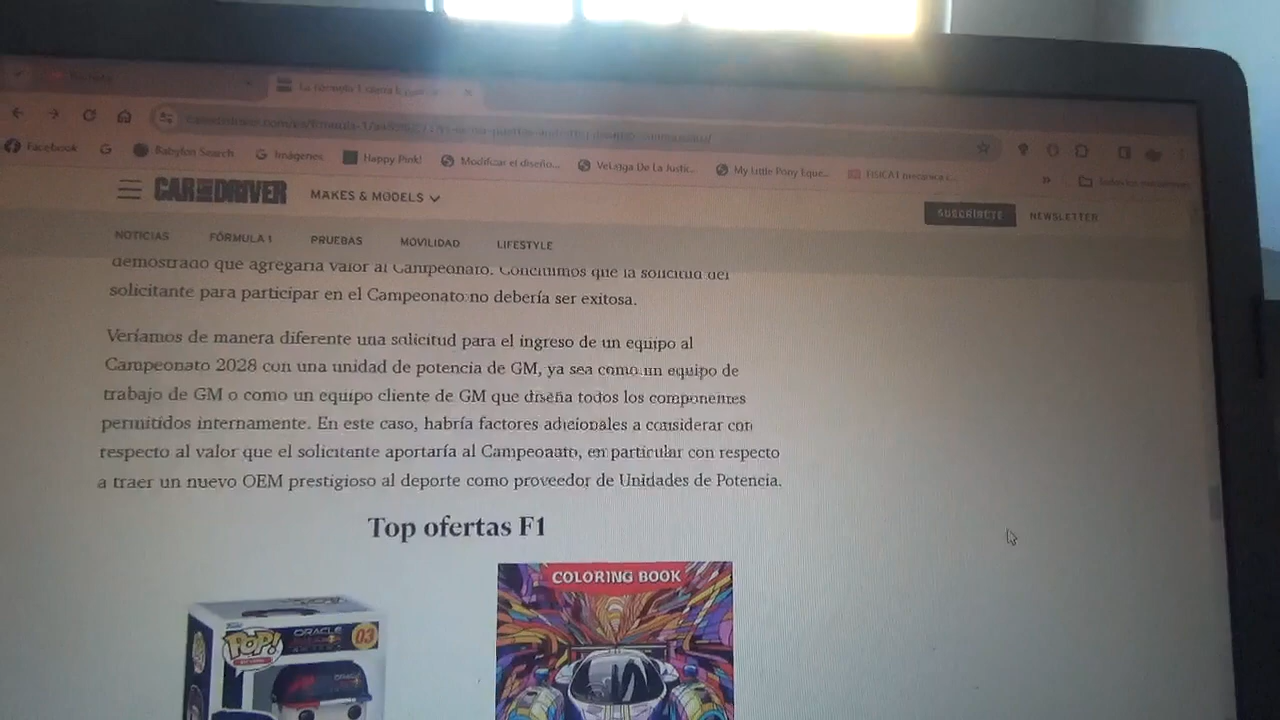 Facebook
Babylon Search
Imágenes
Happy Pink!
Modificar el diseño...
VeLnga De La Justic...
My Little Pony Eque...
CAR AND DRIVER
MAKES & MODELS
SUSCRÍBETE
NEWSLETTER
NOTICIAS
FÓRMULA 1
PRUEBAS
MOVILIDAD
LIFESTYLE
demostrado que agregaría valor al Campeonato. Concluimos que la solicitud del
solicitante para participar en el Campeonato no debería ser exitosa.
Veríamos de manera diferente una solicitud para el ingreso de un equipo al
Campeonato 2028 con una unidad de potencia de GM, ya sea como un equipo de
trabajo de GM o como un equipo cliente de GM que diseña todos los componentes
permitidos internamente. En este caso, habría factores adicionales a considerar con
respecto al valor que el solicitante aportaría al Campeonato, en particular con respecto
a traer un nuevo OEM prestigioso al deporte como proveedor de Unidades de Potencia.
Top ofertas F1
Funko
POP!
ORACLE
03
COLORING BOOK